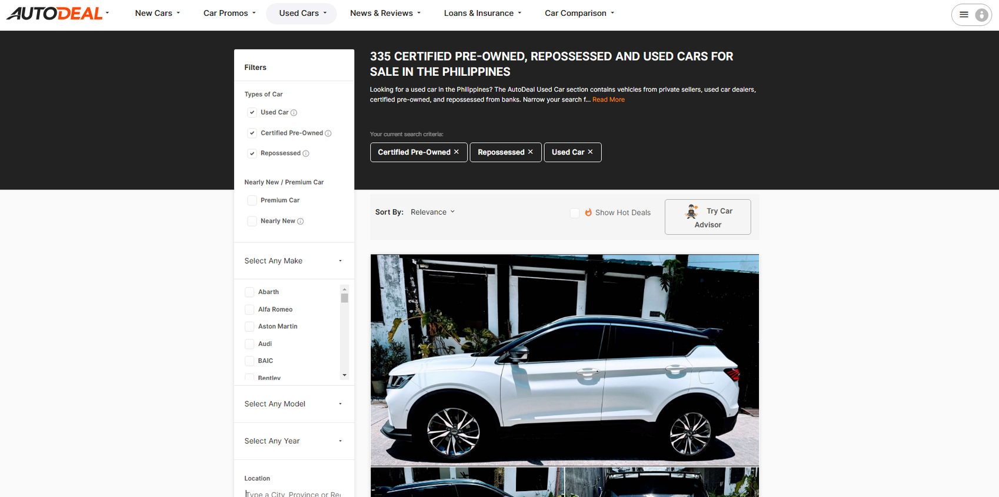 AUTODEAL
New Cars
Car Promos
Used Cars
News & Reviews
Loans & Insurance
Car Comparison
Filters
Types of Car
Used Car
Certified Pre-Owned
Repossessed
Nearly New / Premium Car
Premium Car
Nearly New
Select Any Make
Abarth
Alfa Romeo
Aston Martin
Audi
BAIC
Bentley
Select Any Model
Select Any Year
Location
Type a City, Province or Re
335 CERTIFIED PRE-OWNED, REPOSSESSED AND USED CARS FOR
SALE IN THE PHILIPPINES
Looking for a used car in the Philippines? The AutoDeal Used Car section contains vehicles from private sellers, used car dealers,
certified pre-owned, and repossessed from banks. Narrow your search f... Read More
Your current search criteria:
Certified Pre-Owned ×
Repossessed ×
Used Car ×
Sort By: Relevance
Show Hot Deals
Try Car
Advisor